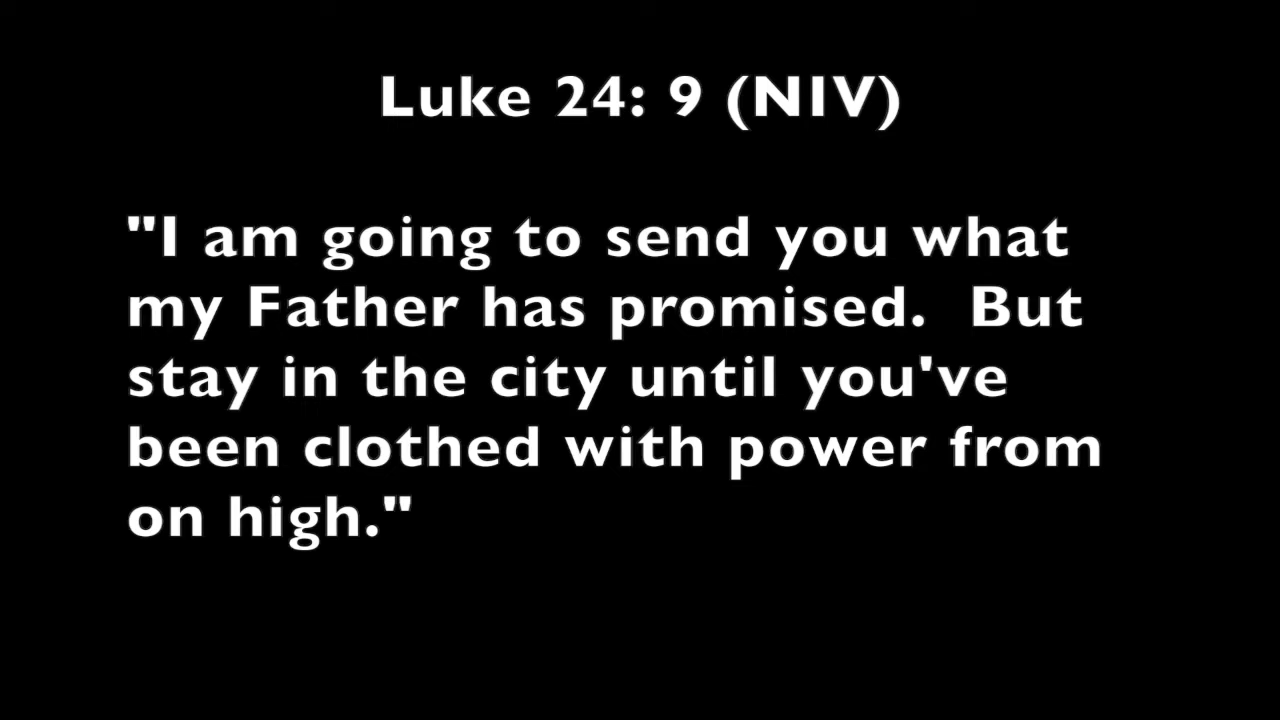 Luke 24: 9 (NIV)
"I am going to send you what
my Father has promised.  But
stay in the city until you've
been clothed with power from
on high."